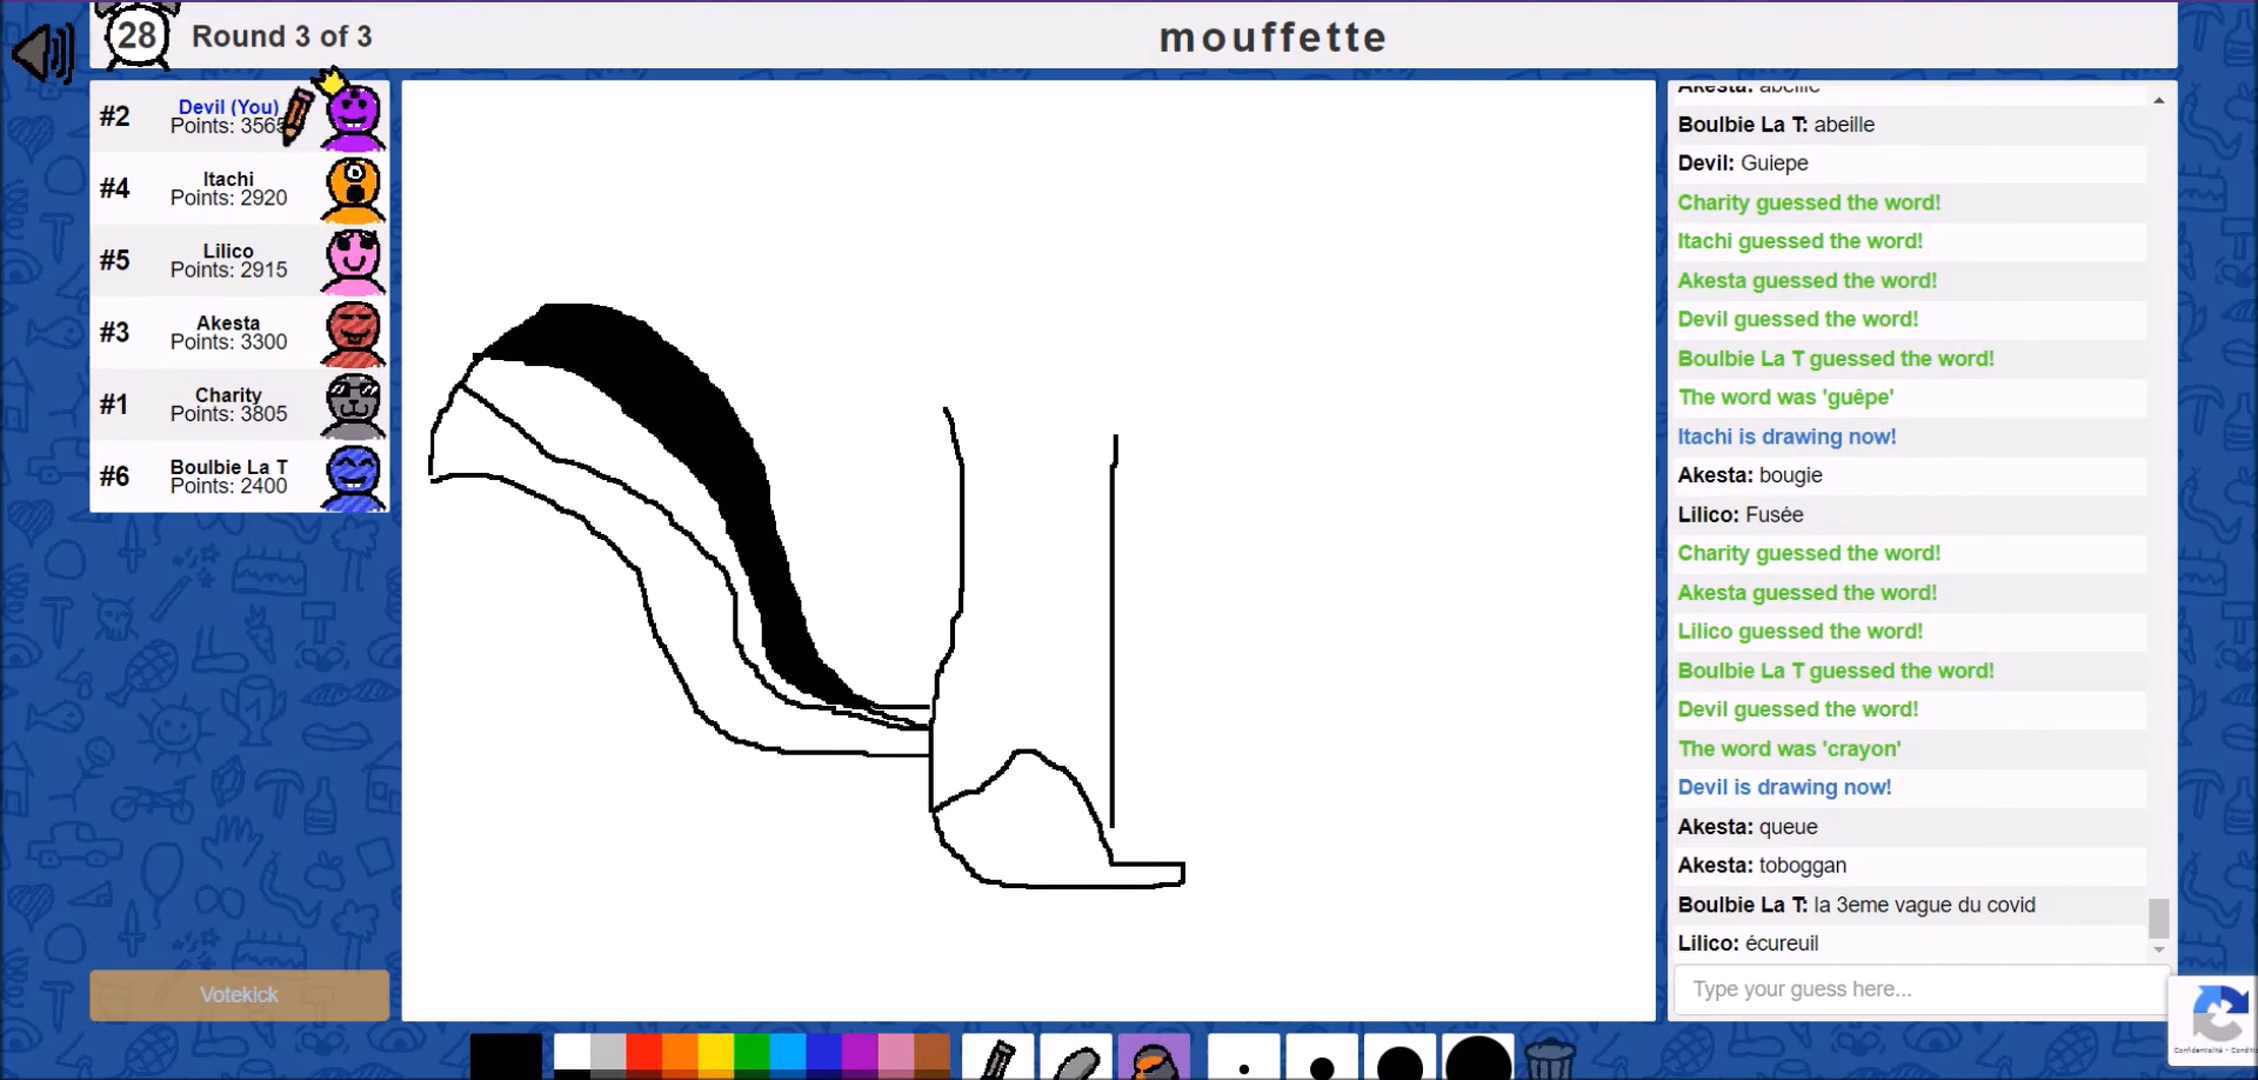 28
Round 3 of 3
mouffette
#2
Devil (You)
Points: 3565
#4
Itachi
Points: 2920
#5
Lilico
Points: 2915
#3
Akesta
Points: 3300
#1
Charity
Points: 3805
#6
Boulbie La T
Points: 2400
Votekick
Akesta: abeille
Boulbie La T: abeille
Devil: Guiepe
Charity guessed the word!
Itachi guessed the word!
Akesta guessed the word!
Devil guessed the word!
Boulbie La T guessed the word!
The word was 'guêpe'
Itachi is drawing now!
Akesta: bougie
Lilico: Fusée
Charity guessed the word!
Akesta guessed the word!
Lilico guessed the word!
Boulbie La T guessed the word!
Devil guessed the word!
The word was 'crayon'
Devil is drawing now!
Akesta: queue
Akesta: toboggan
Boulbie La T: la 3eme vague du covid
Lilico: écureuil
Type your guess here...
Confidentialité -